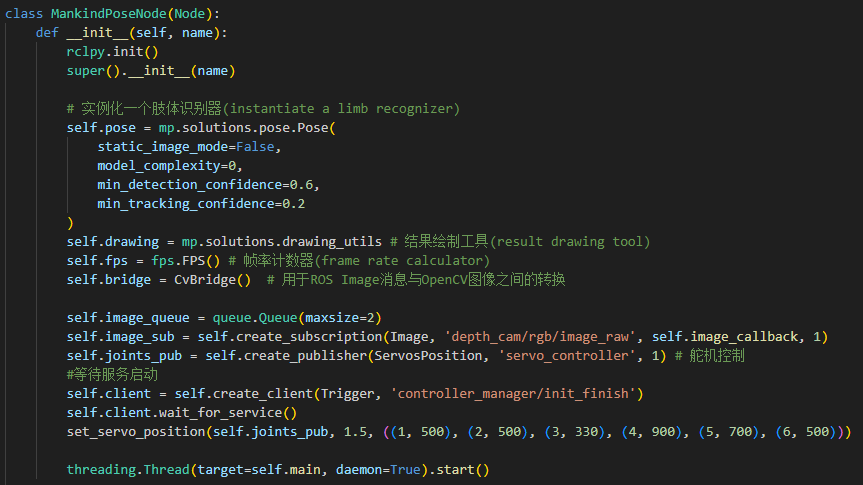 class MankindPoseNode(Node):
    def __init__(self, name):
        rclpy.init()
        super().__init__(name)

        # 实例化一个肢体识别器(instantiate a limb recognizer)
        self.pose = mp.solutions.pose.Pose(
            static_image_mode=False,
            model_complexity=0,
            min_detection_confidence=0.6,
            min_tracking_confidence=0.2
        )
        self.drawing = mp.solutions.drawing_utils # 结果绘制工具(result drawing tool)
        self.fps = fps.FPS() # 帧率计数器(frame rate calculator)
        self.bridge = CvBridge()  # 用于ROS Image消息与OpenCV图像之间的转换

        self.image_queue = queue.Queue(maxsize=2)
        self.image_sub = self.create_subscription(Image, 'depth_cam/rgb/image_raw', self.image_callback, 1)
        self.joints_pub = self.create_publisher(ServosPosition, 'servo_controller', 1) # 舵机控制
        #等待服务启动
        self.client = self.create_client(Trigger, 'controller_manager/init_finish')
        self.client.wait_for_service()
        set_servo_position(self.joints_pub, 1.5, ((1, 500), (2, 500), (3, 330), (4, 900), (5, 700), (6, 500)))

        threading.Thread(target=self.main, daemon=True).start()